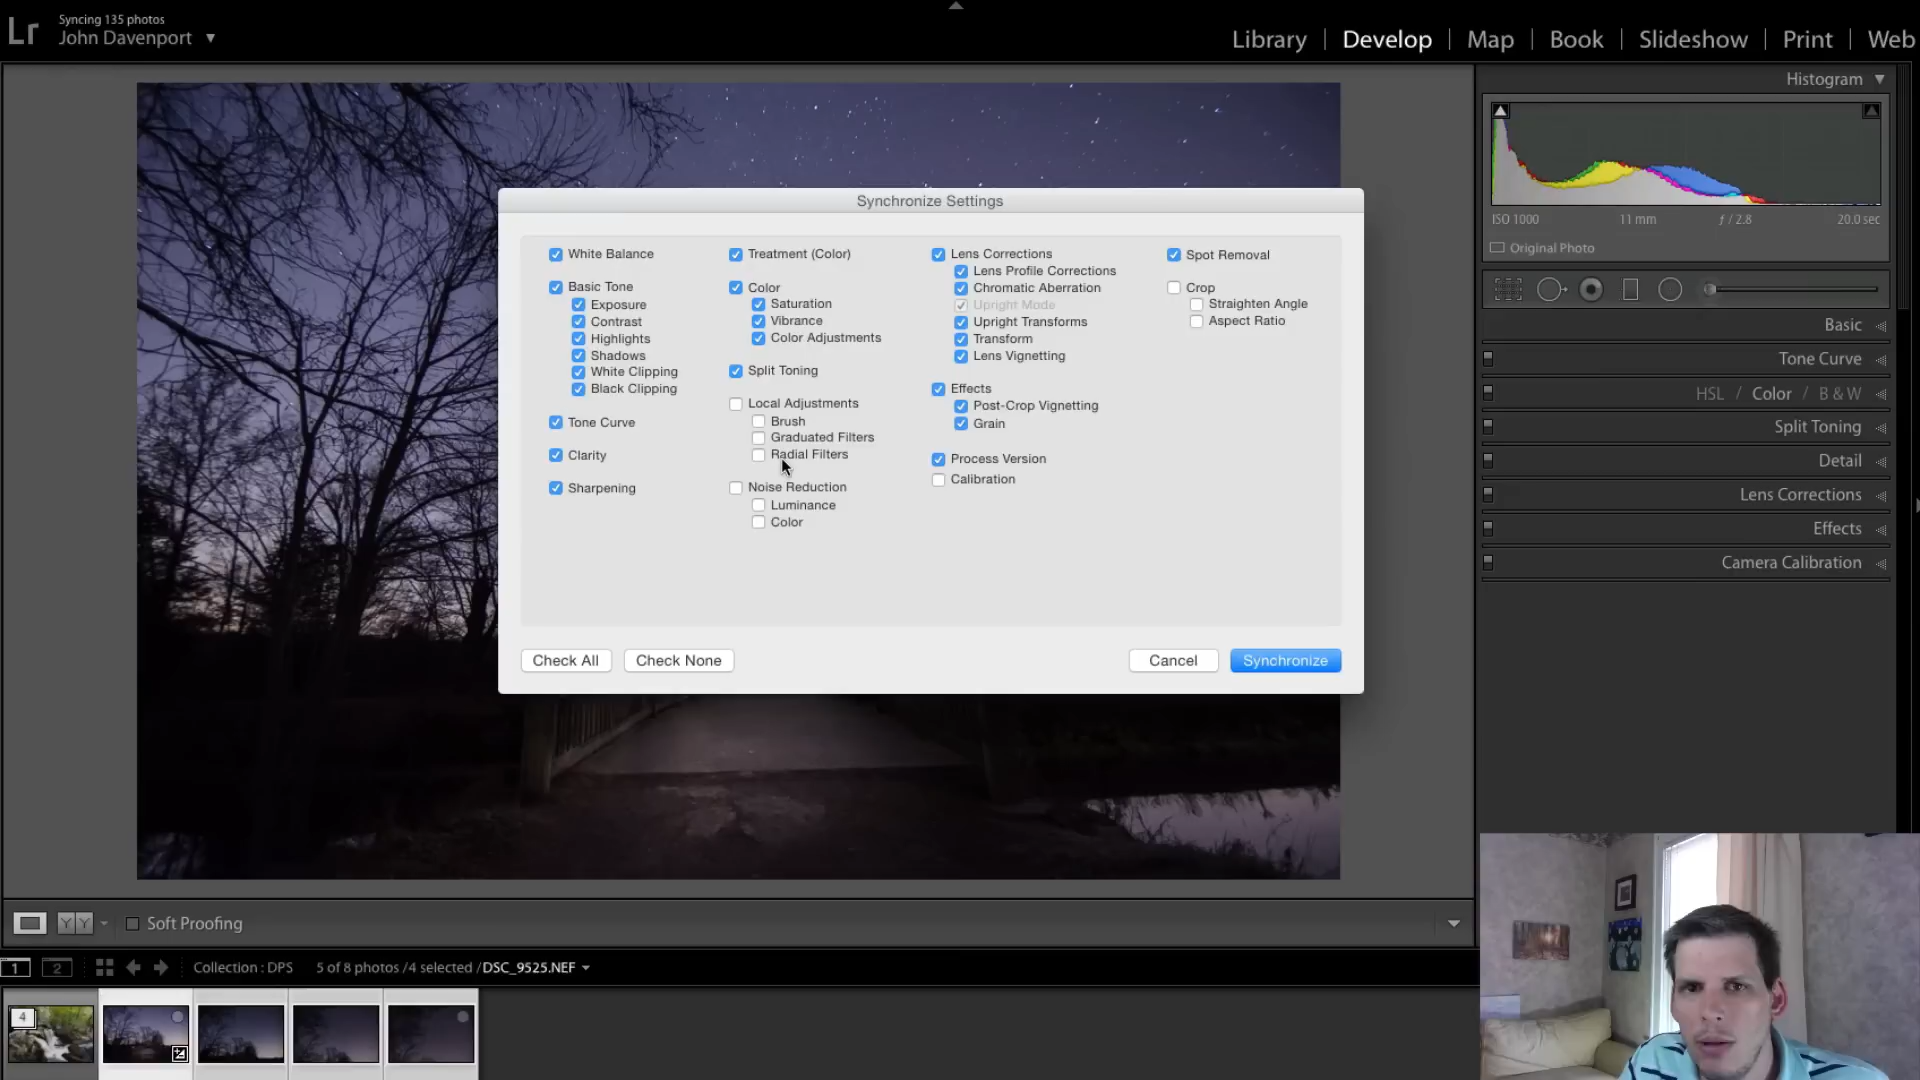 Lr
Syncing 135 photos
John Davenport
Library | Develop | Map | Book | Slideshow | Print | Web
Histogram
ISO 1000 11 mm ƒ / 2.8 20.0 sec
Original Photo
Basic
Tone Curve
HSL / Color / B & W
Split Toning
Detail
Lens Corrections
Effects
Camera Calibration
Synchronize Settings
White Balance
Basic Tone
Exposure
Contrast
Highlights
Shadows
White Clipping
Black Clipping
Tone Curve
Clarity
Sharpening
Treatment (Color)
Color
Saturation
Vibrance
Color Adjustments
Split Toning
Local Adjustments
Brush
Graduated Filters
Radial Filters
Noise Reduction
Luminance
Color
Lens Corrections
Lens Profile Corrections
Chromatic Aberration
Upright Mode
Upright Transforms
Transform
Lens Vignetting
Effects
Post-Crop Vignetting
Grain
Process Version
Calibration
Spot Removal
Crop
Straighten Angle
Aspect Ratio
Check All Check None Cancel Synchronize
YY Soft Proofing
1 2 Collection : DPS 5 of 8 photos /4 selected /DSC_9525.NEF
4